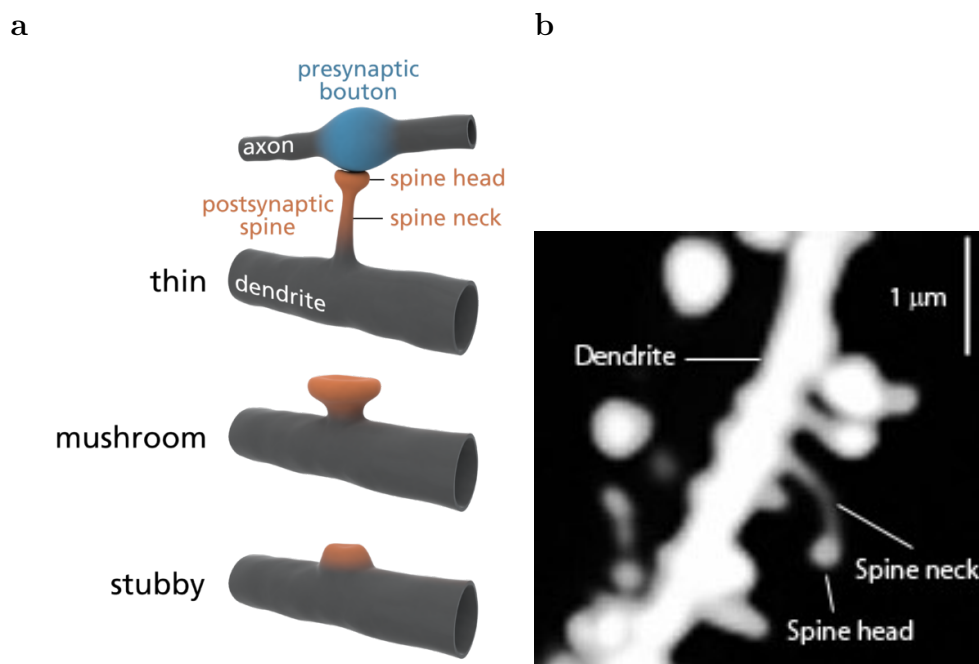 a
presynaptic
bouton
axon
spine head
postsynaptic
spine
spine neck
thin
dendrite
mushroom
stubby
b
1 μm
Dendrite
Spine neck
Spine head